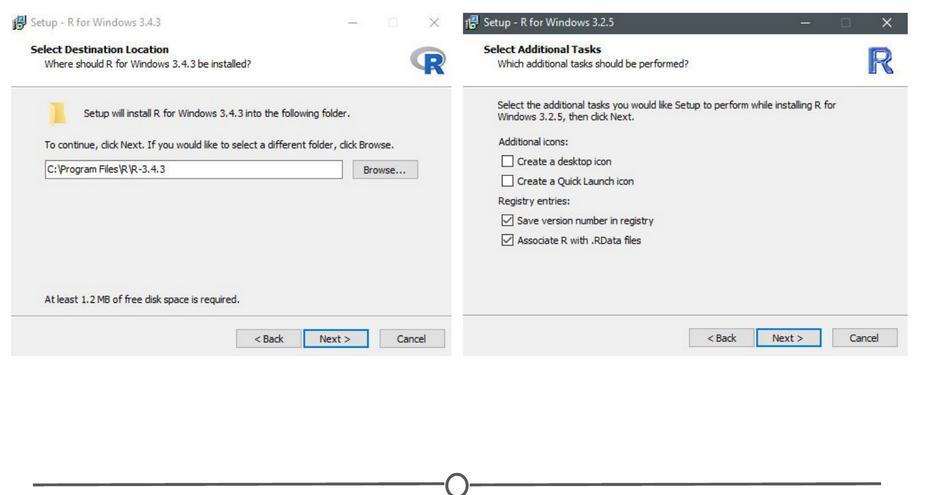 Setup - R for Windows 3.4.3
Select Destination Location
Where should R for Windows 3.4.3 be installed?
R
Setup will install R for Windows 3.4.3 into the following folder.
To continue, click Next. If you would like to select a different folder, click Browse.
C:\Program Files\R\R-3.4.3
Browse...
At least 1.2 MB of free disk space is required.
< Back
Next >
Cancel
Setup - R for Windows 3.2.5
Select Additional Tasks
Which additional tasks should be performed?
R
Select the additional tasks you would like Setup to perform while installing R for
Windows 3.2.5, then click Next.
Additional icons:
Create a desktop icon
Create a Quick Launch icon
Registry entries:
Save version number in registry
Associate R with .RData files
< Back
Next >
Cancel